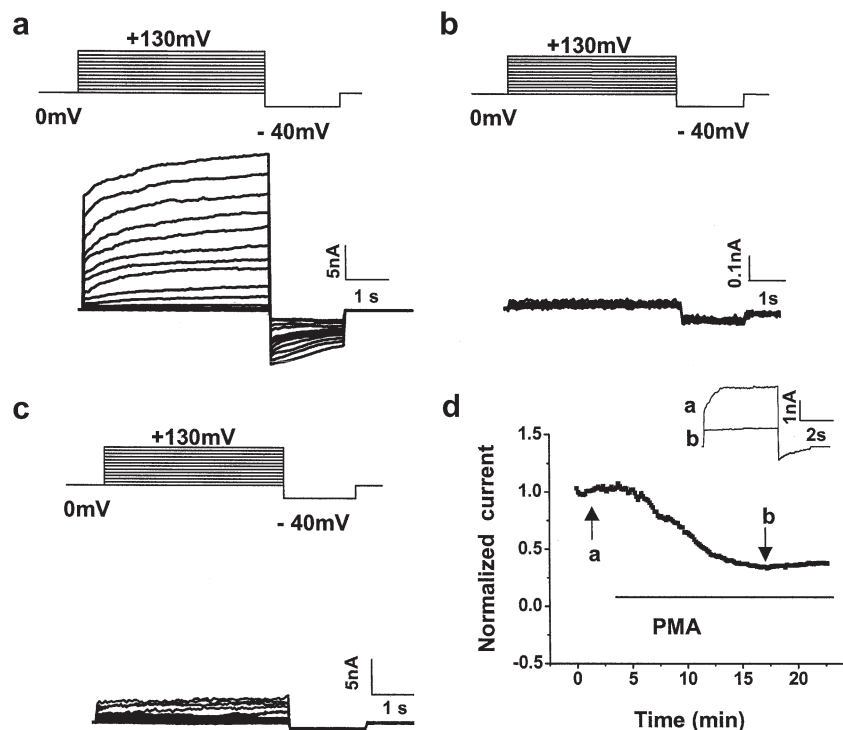 a
+130mV
0mV
- 40mV
5nA
1 s
b
+130mV
0mV
- 40mV
0.1nA
1s
c
+130mV
0mV
- 40mV
5nA
1 s
d
a
b
1nA
2s
1.5
1.0
0.5
0.0
-0.5
Normalized current
a
b
PMA
0 5 10 15 20
Time (min)